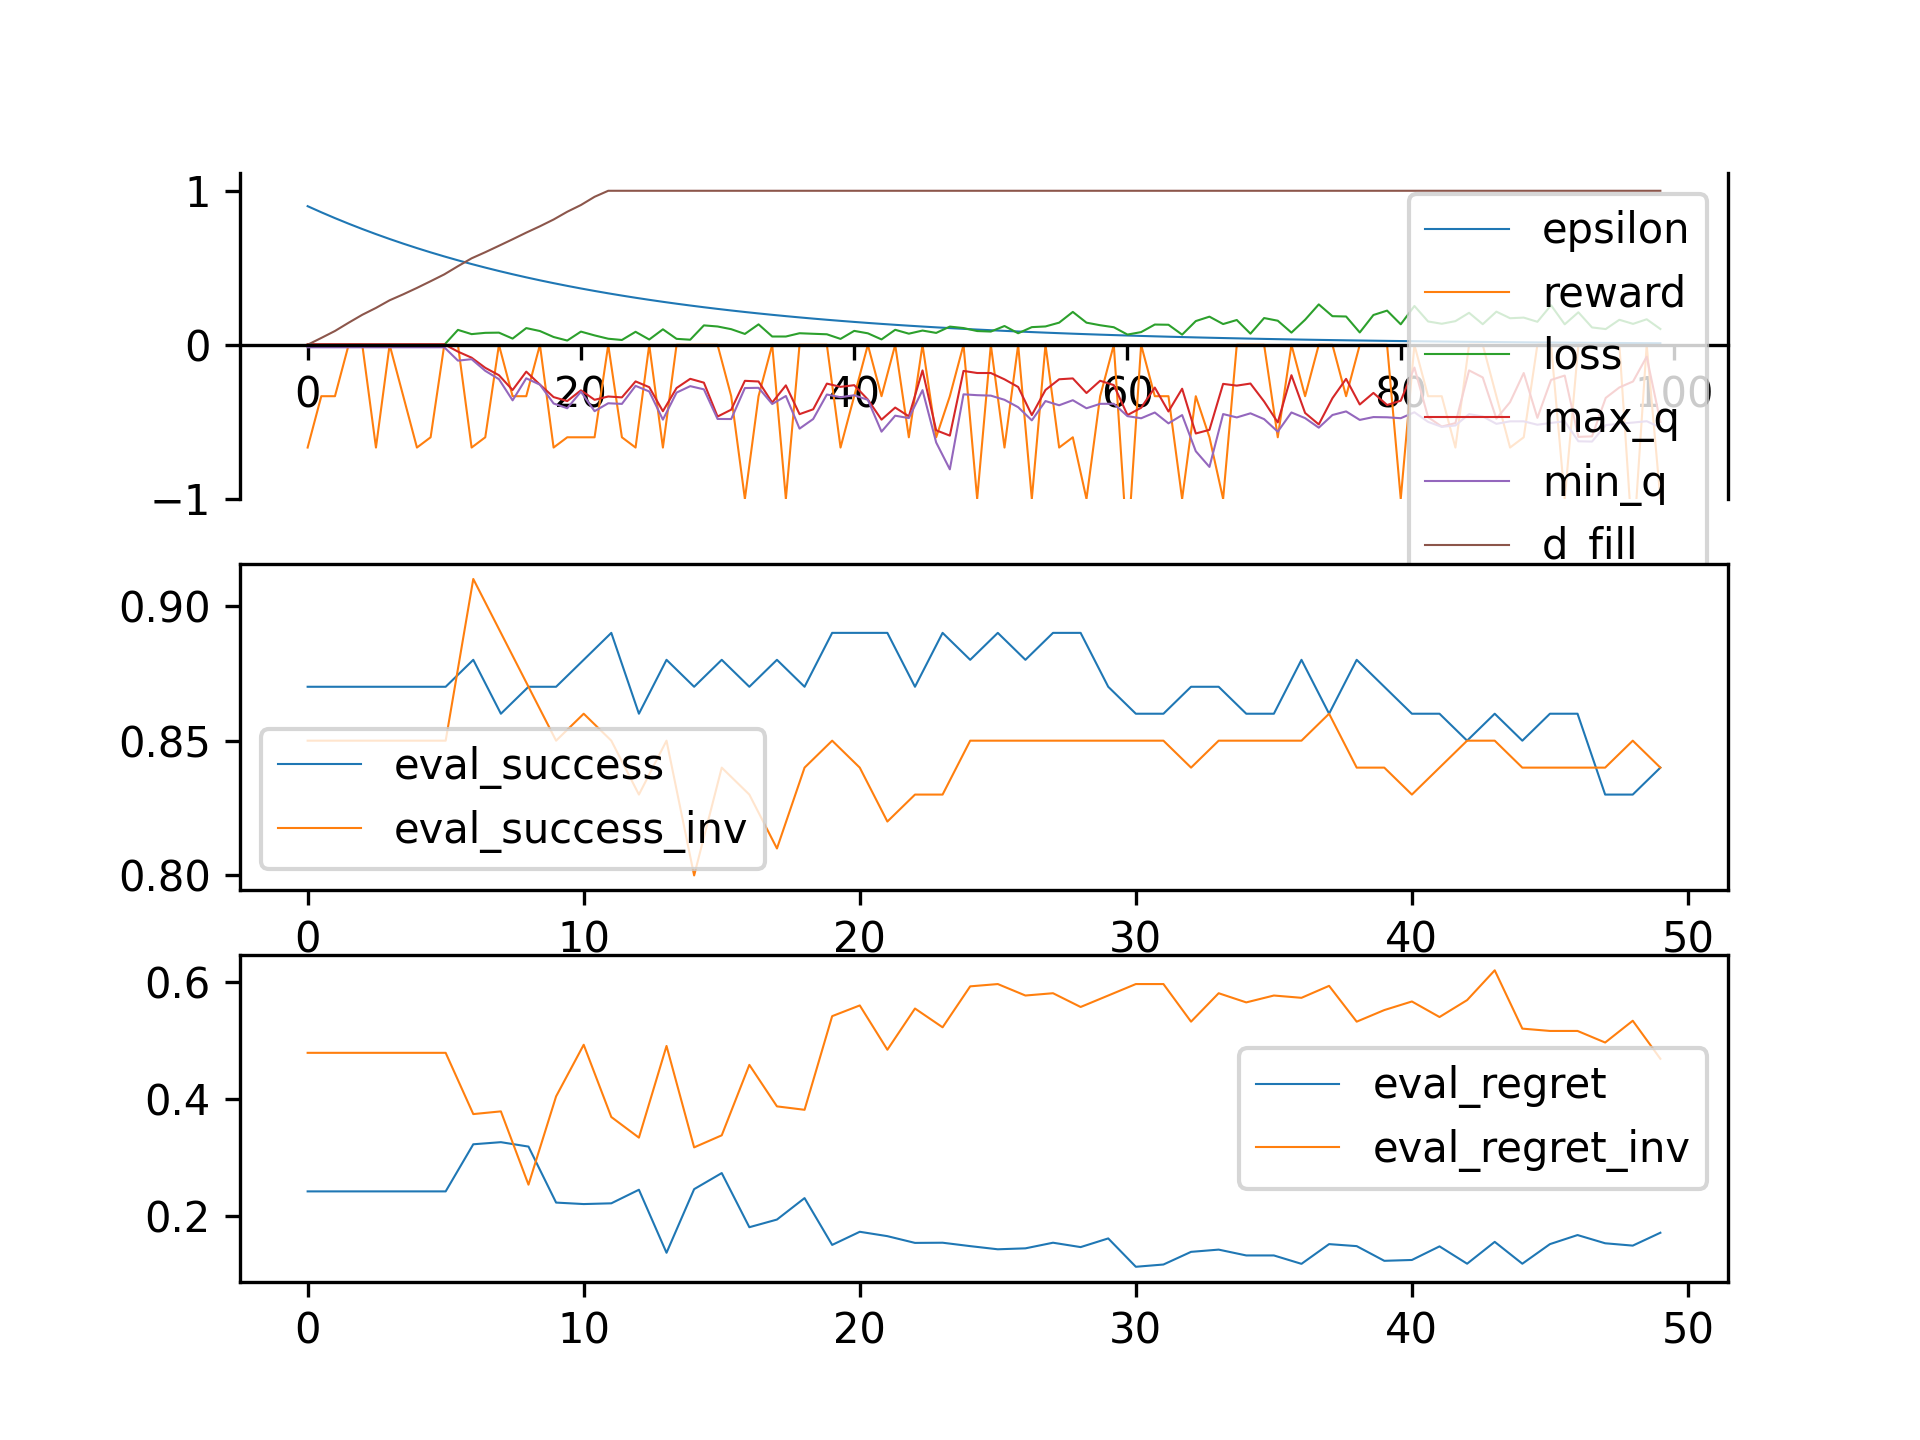 1
0
−1
0 20 40 60 80 100
epsilon
reward
loss
max_q
min_q
d_fill
0.90
0.85
0.80
eval_success
eval_success_inv
0 10 20 30 40 50
0.6
0.4
0.2
eval_regret
eval_regret_inv
0 10 20 30 40 50